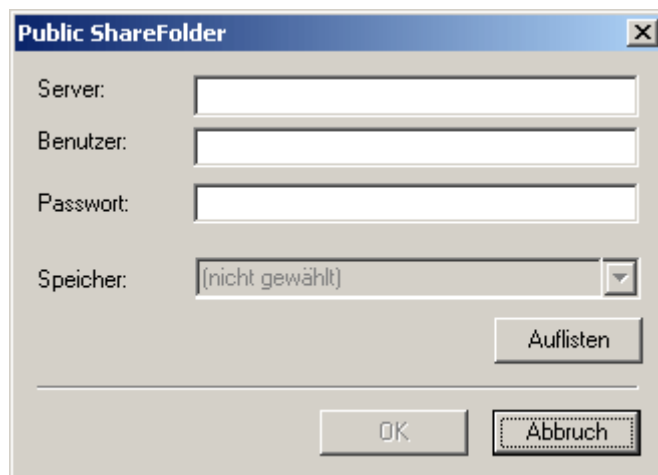 Public ShareFolder
Server:
Benutzer:
Passwort:
Speicher: (nicht gewählt)
Auflisten
OK Abbruch